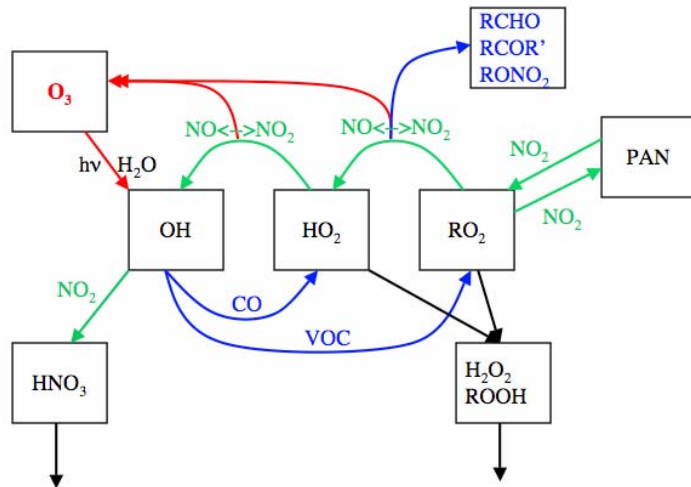 RCHO
RCOR’
RONO₂
O₃
NO<-->NO₂
NO<-->NO₂
NO₂
PAN
hν H₂O
NO₂
OH
HO₂
RO₂
NO₂
CO
VOC
HNO₃
H₂O₂
ROOH